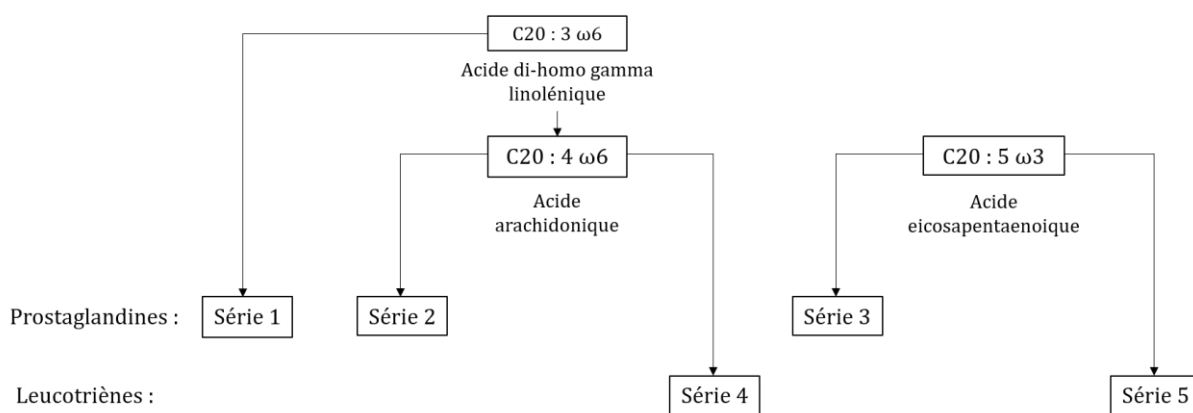 C20 : 3 ω6
Acide di-homo gamma
linolénique
C20 : 4 ω6
C20 : 5 ω3
Acide
arachidonique
Acide
eicosapentaenoique
Prostaglandines :
Série 1
Série 2
Série 3
Leucotriènes :
Série 4
Série 5